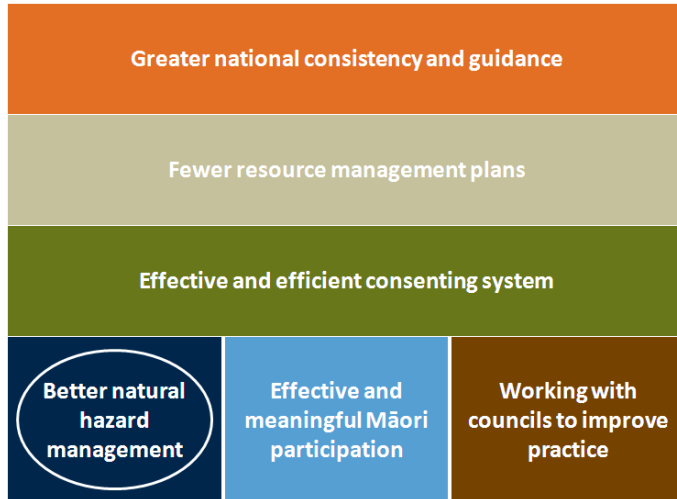 Greater national consistency and guidance
Fewer resource management plans
Effective and efficient consenting system
Better natural
hazard
management
Effective and
meaningful Māori
participation
Working with
councils to improve
practice